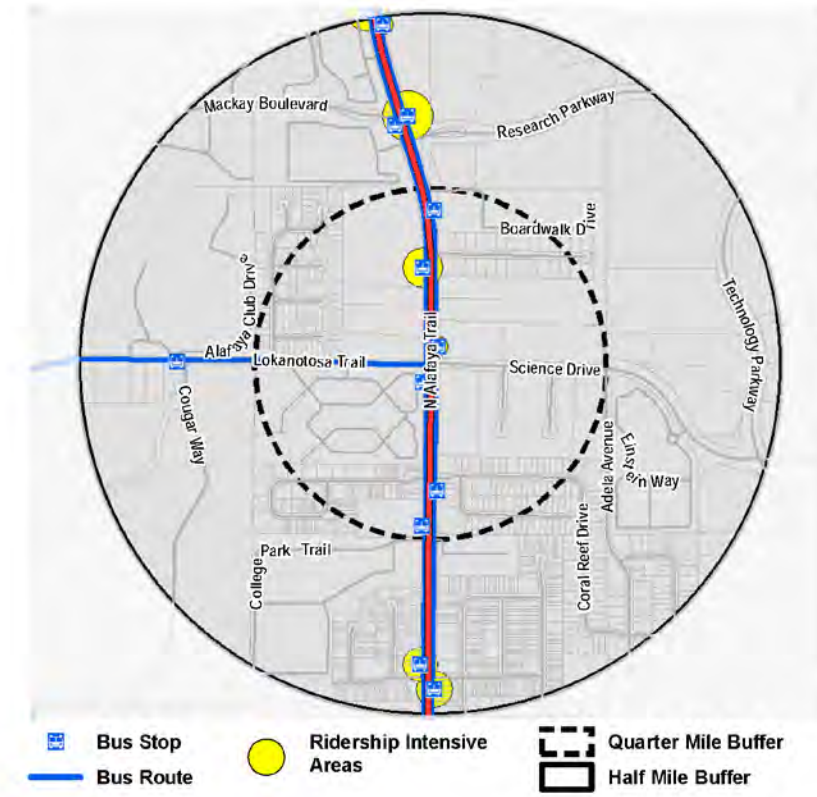 Mackay Boulevard
Research Parkway
Boardwalk Drive
Alafaya Club Drive
Technology Parkway
N Alafaya Trail
Lokanotosa Trail
Science Drive
Cougar Way
Adela Avenue
Einstein Way
Coral Reef Drive
College Park Trail
Bus Stop
Bus Route
Ridership Intensive
Areas
Quarter Mile Buffer
Half Mile Buffer